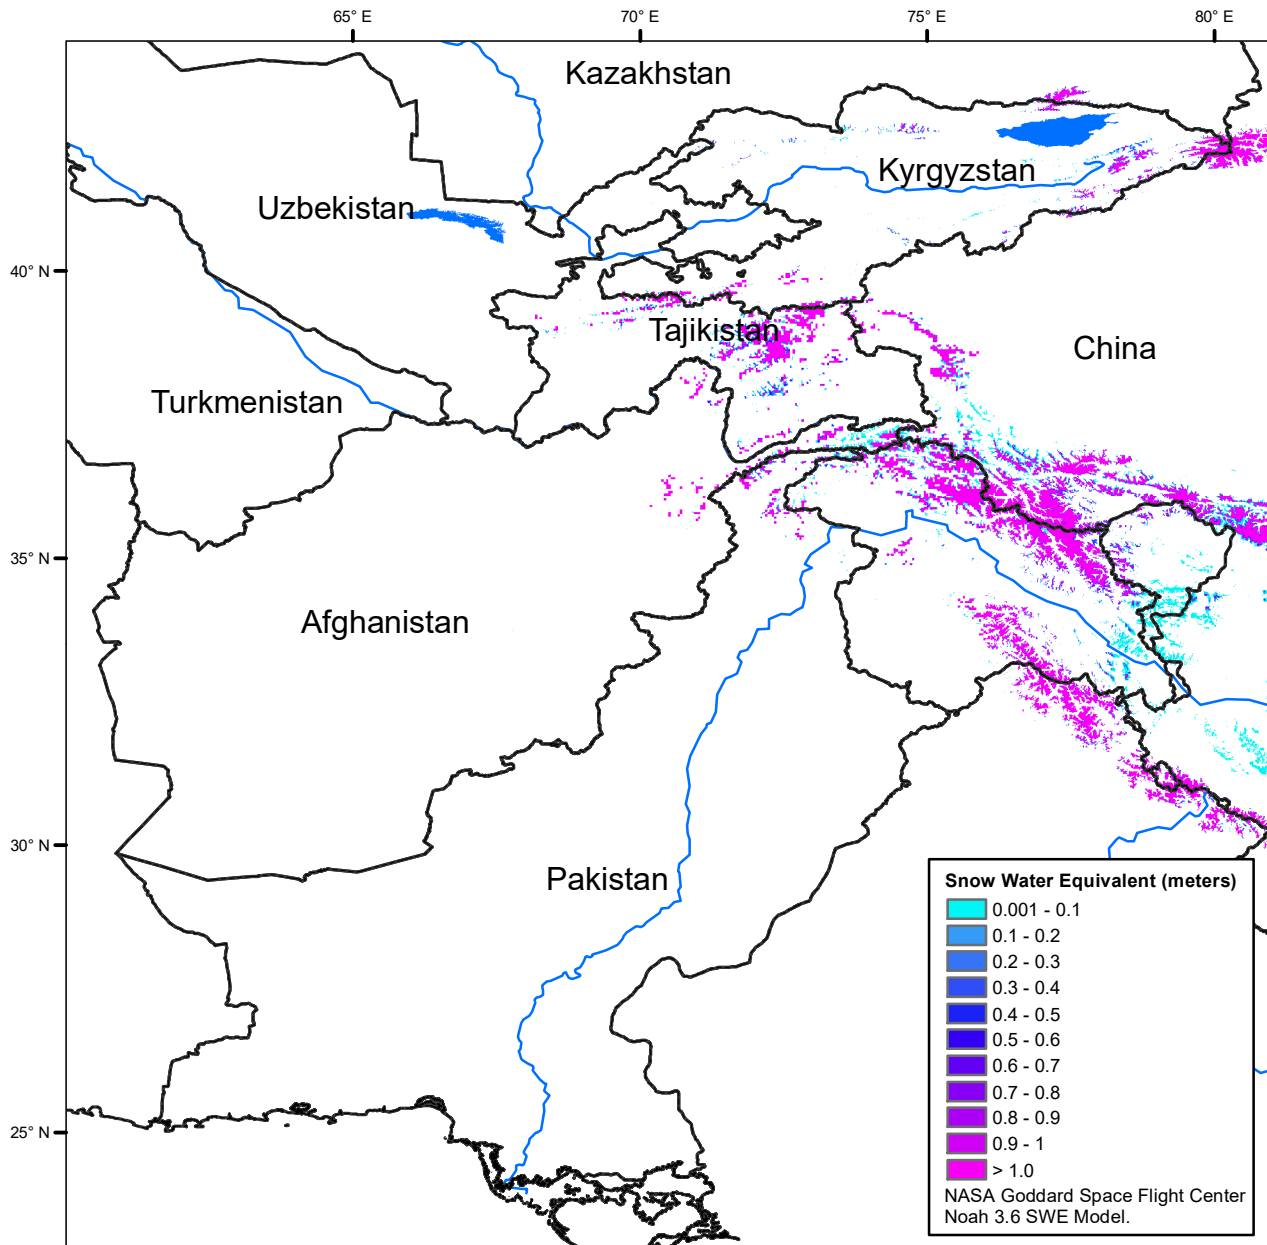 65° E
70° E
75° E
80° E
Kazakhstan
Kyrgyzstan
Uzbekistan
40° N
Tajikistan
China
Turkmenistan
35° N
Afghanistan
30° N
Pakistan
25° N
Snow Water Equivalent (meters)
0.001 - 0.1
0.1 - 0.2
0.2 - 0.3
0.3 - 0.4
0.4 - 0.5
0.5 - 0.6
0.6 - 0.7
0.7 - 0.8
0.8 - 0.9
0.9 - 1
> 1.0
NASA Goddard Space Flight Center
Noah 3.6 SWE Model.